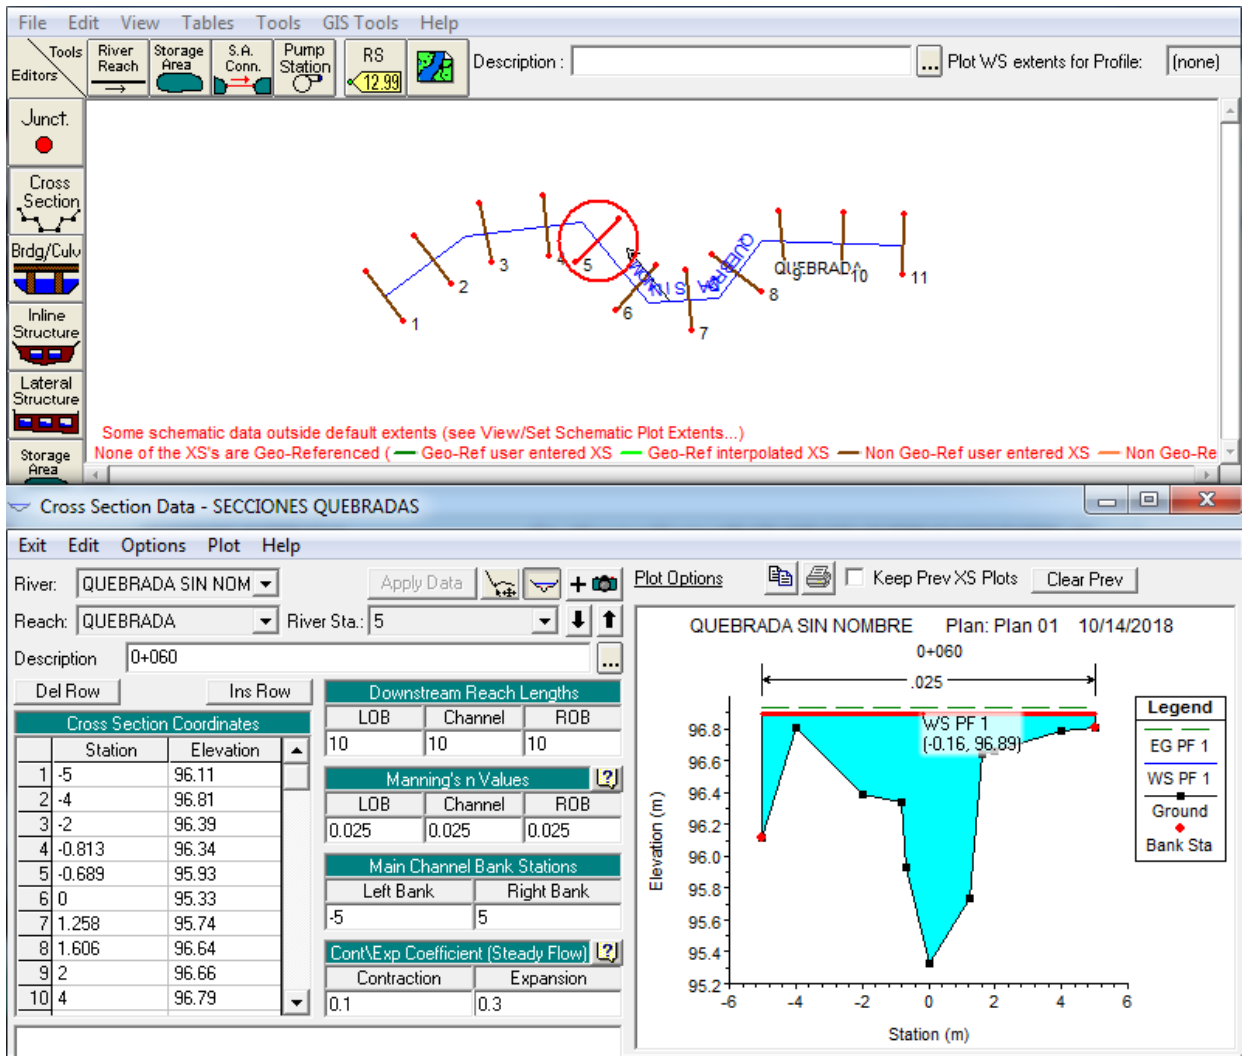 File Edit View Tables Tools GIS Tools Help
Tools
Editors
River Reach
Storage Area
S.A. Conn.
Pump Station
RS
12.99
Description :
...
Plot WS extents for Profile:
(none)
Junct.
Cross Section
Brdg/Culv
Inline Structure
Lateral Structure
Storage Area
1
2
3
4
5
6
7
8
9
10
11
QUEBRADA
SIN
Some schematic data outside default extents (see View/Set Schematic Plot Extents...)
None of the XS's are Geo-Referenced ( Geo-Ref user entered XS Geo-Ref interpolated XS Non Geo-Ref user entered XS Non Geo-Re
Cross Section Data - SECCIONES QUEBRADAS
Exit Edit Options Plot Help
River: QUEBRADA SIN NOM
Apply Data
Reach: QUEBRADA
River Sta.: 5
Description 0+060
...
Del Row Ins Row
Cross Section Coordinates
Station Elevation
1 -5 96.11
2 -4 96.81
3 -2 96.39
4 -0.813 96.34
5 -0.689 95.93
6 0 95.33
7 1.258 95.74
8 1.606 96.64
9 2 96.66
10 4 96.79
Downstream Reach Lengths
LOB Channel ROB
10 10 10
Manning's n Values
LOB Channel ROB
0.025 0.025 0.025
Main Channel Bank Stations
Left Bank Right Bank
-5 5
Cont\Exp Coefficient (Steady Flow)
Contraction Expansion
0.1 0.3
Plot Options
Keep Prev XS Plots
Clear Prev
QUEBRADA SIN NOMBRE Plan: Plan 01 10/14/2018
0+060
.025
WS PF 1
(-0.16, 96.89)
96.8
96.6
96.4
96.2
96.0
95.8
95.6
95.4
95.2
Elevation (m)
-6 -4 -2 0 2 4 6
Station (m)
Legend
EG PF 1
WS PF 1
Ground
Bank Sta